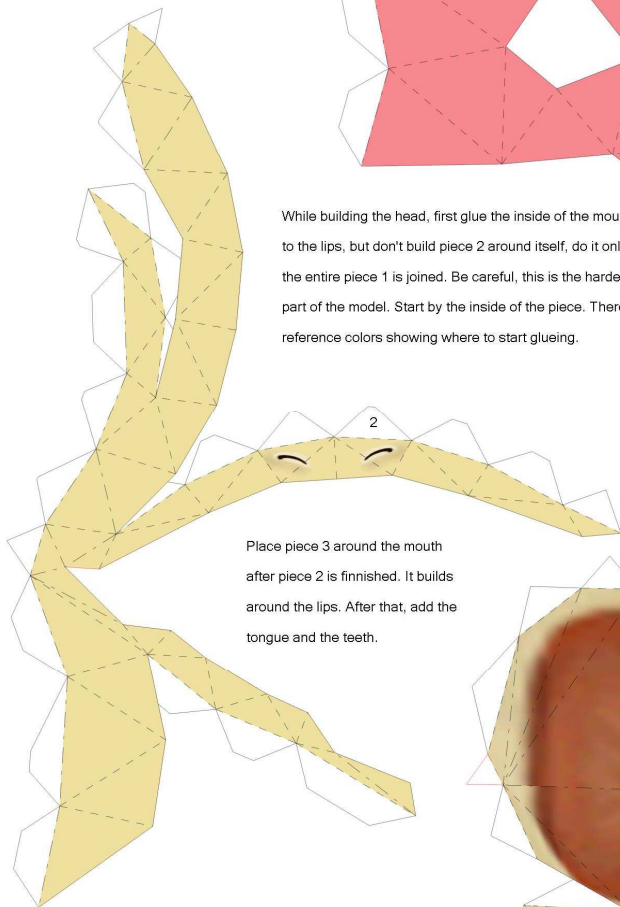 While building the head, first glue the inside of the mou
to the lips, but don't build piece 2 around itself, do it onl
the entire piece 1 is joined. Be careful, this is the harde
part of the model. Start by the inside of the piece. There
reference colors showing where to start glueing.
2
Place piece 3 around the mouth
after piece 2 is finnished. It builds
around the lips. After that, add the
tongue and the teeth.